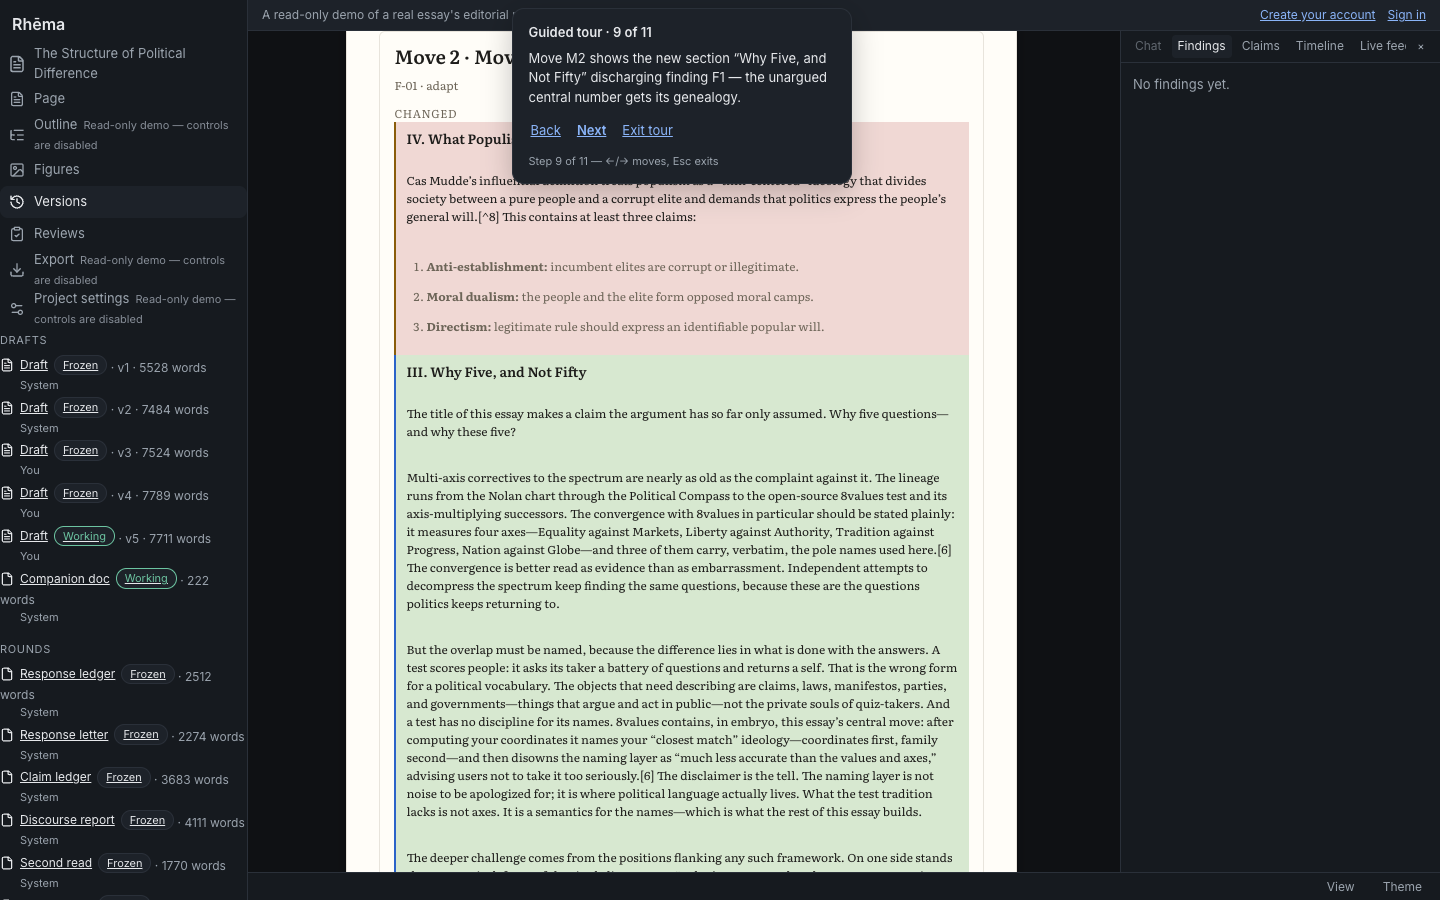 Rhēma
The Structure of Political
Difference
Page
Outline Read-only demo — controls
are disabled
Figures
Versions
Reviews
Export Read-only demo — controls
are disabled
Project settings Read-only demo —
controls are disabled
DRAFTS
Draft Frozen · v1 · 5528 words
System
Draft Frozen · v2 · 7484 words
System
Draft Frozen · v3 · 7524 words
You
Draft Frozen · v4 · 7789 words
You
Draft Working · v5 · 7711 words
You
Companion doc Working · 222
words
System
ROUNDS
Response ledger Frozen · 2512
words
System
Response letter Frozen · 2274 words
System
Claim ledger Frozen · 3683 words
System
Discourse report Frozen · 4111 words
System
Second read Frozen · 1770 words
System
A read-only demo of a real essay's editorial
Create your account Sign in
Guided tour · 9 of 11
Move M2 shows the new section “Why Five, and
Not Fifty” discharging finding F1 — the unargued
central number gets its genealogy.
Back Next Exit tour
Step 9 of 11 — ←/→ moves, Esc exits
Move 2 · Mov
F-01 · adapt
CHANGED
IV. What Populis
Cas Mudde’s influen
gy that divides
society between a pure people and a corrupt elite and demands that politics express the people’s
general will.[^8] This contains at least three claims:
1. Anti-establishment: incumbent elites are corrupt or illegitimate.
2. Moral dualism: the people and the elite form opposed moral camps.
3. Directism: legitimate rule should express an identifiable popular will.
III. Why Five, and Not Fifty
The title of this essay makes a claim the argument has so far only assumed. Why five questions—
and why these five?
Multi-axis correctives to the spectrum are nearly as old as the complaint against it. The lineage
runs from the Nolan chart through the Political Compass to the open-source 8values test and its
axis-multiplying successors. The convergence with 8values in particular should be stated plainly:
it measures four axes—Equality against Markets, Liberty against Authority, Tradition against
Progress, Nation against Globe—and three of them carry, verbatim, the pole names used here.[6]
The convergence is better read as evidence than as embarrassment. Independent attempts to
decompress the spectrum keep finding the same questions, because these are the questions
politics keeps returning to.
But the overlap must be named, because the difference lies in what is done with the answers. A
test scores people: it asks its taker a battery of questions and returns a self. That is the wrong form
for a political vocabulary. The objects that need describing are claims, laws, manifestos, parties,
and governments—things that argue and act in public—not the private souls of quiz-takers. And
a test has no discipline for its names. 8values contains, in embryo, this essay’s central move: after
computing your coordinates it names your “closest match” ideology—coordinates first, family
second—and then disowns the naming layer as “much less accurate than the values and axes,”
advising users not to take it too seriously.[6] The disclaimer is the tell. The naming layer is not
noise to be apologized for; it is where political language actually lives. What the test tradition
lacks is not axes. It is a semantics for the names—which is what the rest of this essay builds.
The deeper challenge comes from the positions flanking any such framework. On one side stands
Chat Findings Claims Timeline Live fee ×
No findings yet.
View Theme